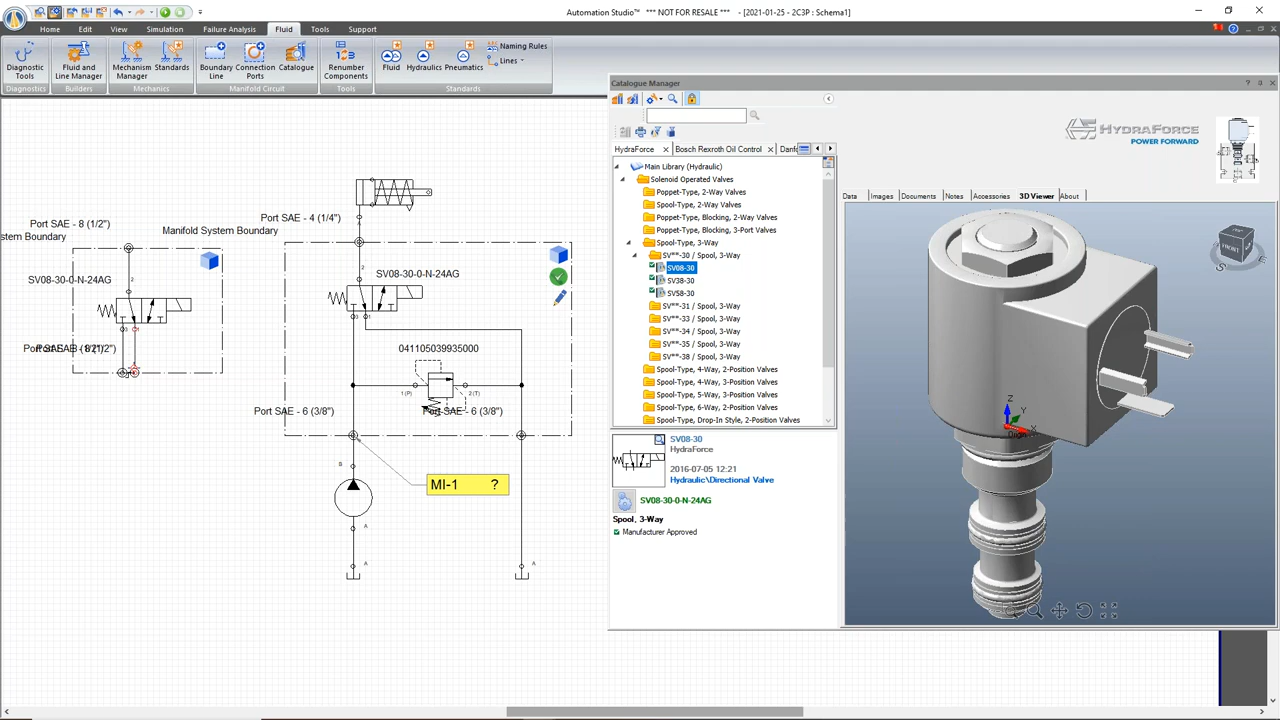 Automation Studio™ *** NOT FOR RESALE *** - [2021-01-25 - 2C3P : Schema1]
Home Edit View Simulation Failure Analysis Fluid Tools Support
Diagnostic Tools
Fluid and Line Manager
Mechanism Manager
Standards
Boundary Line
Connection Ports
Catalogue
Renumber Components
Fluid
Hydraulics
Pneumatics
Naming Rules
Lines
Diagnostics Builders Mechanics Manifold Circuit Tools Standards
Catalogue Manager
HydraForce Bosch Rexroth Oil Control
Main Library (Hydraulic)
Solenoid Operated Valves
Poppet-Type, 2-Way Valves
Spool-Type, 2-Way Valves
Poppet-Type, Blocking, 2-Way Valves
Poppet-Type, Blocking, 3-Port Valves
Spool-Type, 3-Way
SV**-30 / Spool, 3-Way
SV08-30
SV38-30
SV58-30
SV**-31 / Spool, 3-Way
SV**-33 / Spool, 3-Way
SV**-34 / Spool, 3-Way
SV**-35 / Spool, 3-Way
SV**-38 / Spool, 3-Way
Spool-Type, 4-Way, 2-Position Valves
Spool-Type, 4-Way, 3-Position Valves
Spool-Type, 5-Way, 3-Position Valves
Spool-Type, 6-Way, 2-Position Valves
Spool-Type, Drop-In Style, 2-Position Valves
SV08-30
HydraForce
2016-07-05 12:21
Hydraulic\Directional Valve
SV08-30-0-N-24AG
Spool, 3-Way
Manufacturer Approved
HYDRAFORCE
POWER FORWARD
Data Images Documents Notes Accessories 3D Viewer About
FRONT
S
E
Z
Y
X
Origin
Port SAE - 8 (1/2")
stem Boundary
SV08-30-0-N-24AG
Port SAE - 4 (1/4")
Manifold System Boundary
SV08-30-0-N-24AG
041105039935000
1 (P)
2 (T)
Port SAE - 6 (3/8")
Port SAE - 6 (3/8")
MI-1 ?
B
A
A
A